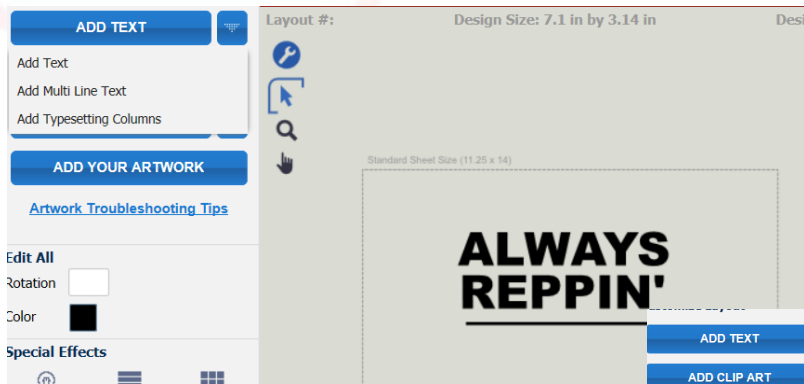 ADD TEXT
Add Text
Add Multi Line Text
Add Typesetting Columns
ADD YOUR ARTWORK
Artwork Troubleshooting Tips
Edit All
Rotation
Color
Special Effects
Layout #:
Design Size: 7.1 in by 3.14 in
Desi
Standard Sheet Size (11.25 x 14)
ALWAYS
REPPIN'
ADD TEXT
ADD CLIP ART